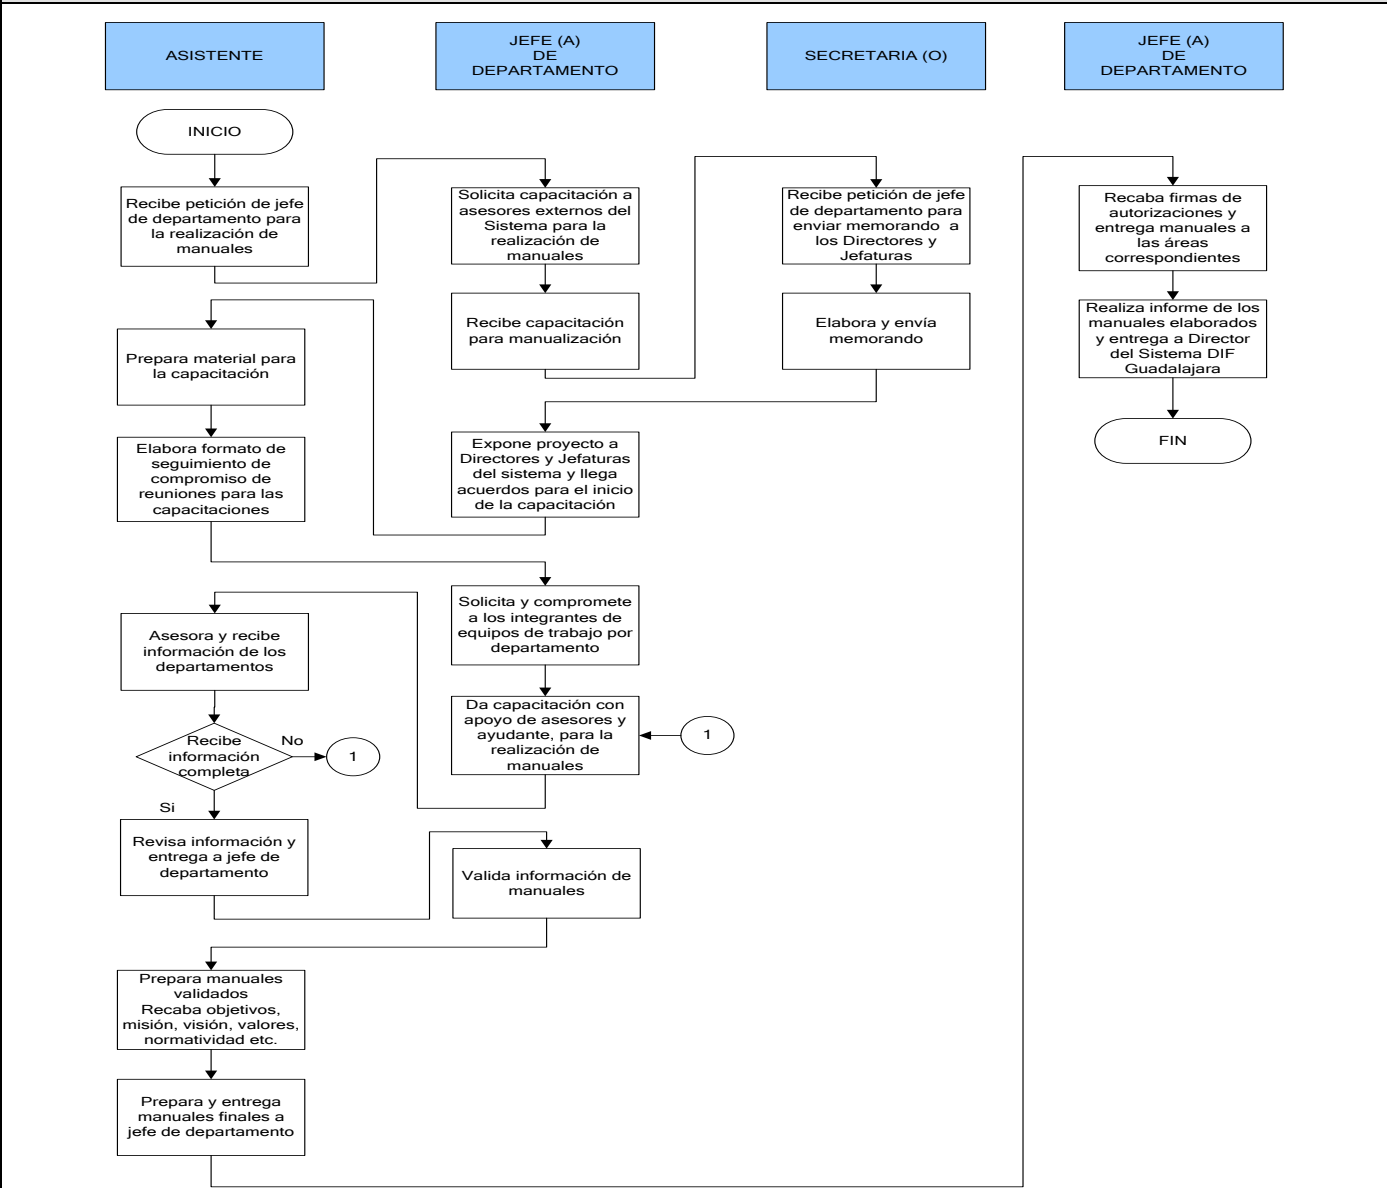 ASISTENTE
JEFE (A)
DE
DEPARTAMENTO
SECRETARIA (O)
JEFE (A)
DE
DEPARTAMENTO
INICIO
Recibe petición de jefe
de departamento para
la realización de
manuales
Solicita capacitación a
asesores externos del
Sistema para la
realización de
manuales
Recibe petición de jefe
de departamento para
enviar memorando a
los Directores y
Jefaturas
Recaba firmas de
autorizaciones y
entrega manuales a
las áreas
correspondientes
Recibe capacitación
para manualización
Elabora y envía
memorando
Realiza informe de los
manuales elaborados
y entrega a Director
del Sistema DIF
Guadalajara
Prepara material para
la capacitación
FIN
Elabora formato de
seguimiento de
compromiso de
reuniones para las
capacitaciones
Expone proyecto a
Directores y Jefaturas
del sistema y llega
acuerdos para el inicio
de la capacitación
Solicita y compromete
a los integrantes de
equipos de trabajo por
departamento
Asesora y recibe
información de los
departamentos
Da capacitación con
apoyo de asesores y
ayudante, para la
realización de
manuales
1
Recibe
información
completa
No
1
Si
Revisa información y
entrega a jefe de
departamento
Valida información de
manuales
Prepara manuales
validados
Recaba objetivos,
misión, visión, valores,
normatividad etc.
Prepara y entrega
manuales finales a
jefe de departamento